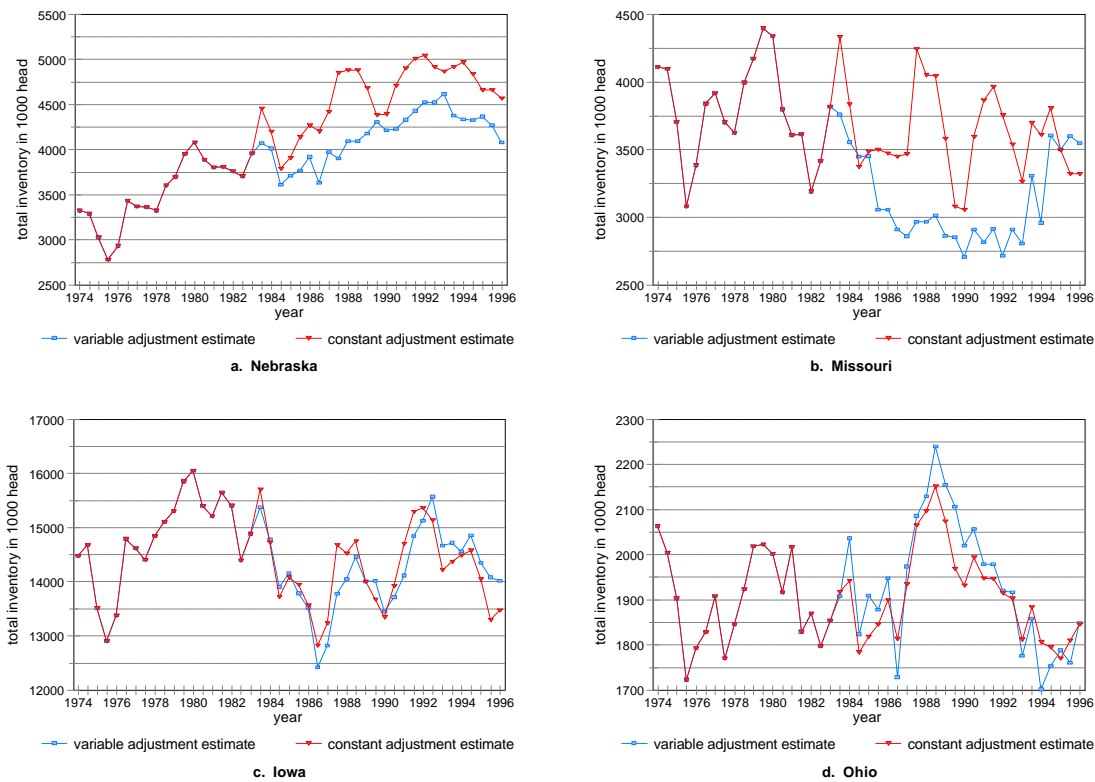 5500
5000
4500
4000
3500
3000
2500
total inventory in 1000 head
1974 1976 1978 1980 1982 1984 1986 1988 1990 1992 1994 1996
year
variable adjustment estimate constant adjustment estimate
a. Nebraska
4500
4000
3500
3000
2500
total inventory in 1000 head
1974 1976 1978 1980 1982 1984 1986 1988 1990 1992 1994 1996
year
variable adjustment estimate constant adjustment estimate
b. Missouri
17000
16000
15000
14000
13000
12000
total inventory in 1000 head
1974 1976 1978 1980 1982 1984 1986 1988 1990 1992 1994 1996
year
variable adjustment estimate constant adjustment estimate
c. Iowa
2300
2200
2100
2000
1900
1800
1700
total inventory in 1000 head
1974 1976 1978 1980 1982 1984 1986 1988 1990 1992 1994 1996
year
variable adjustment estimate constant adjustment estimate
d. Ohio